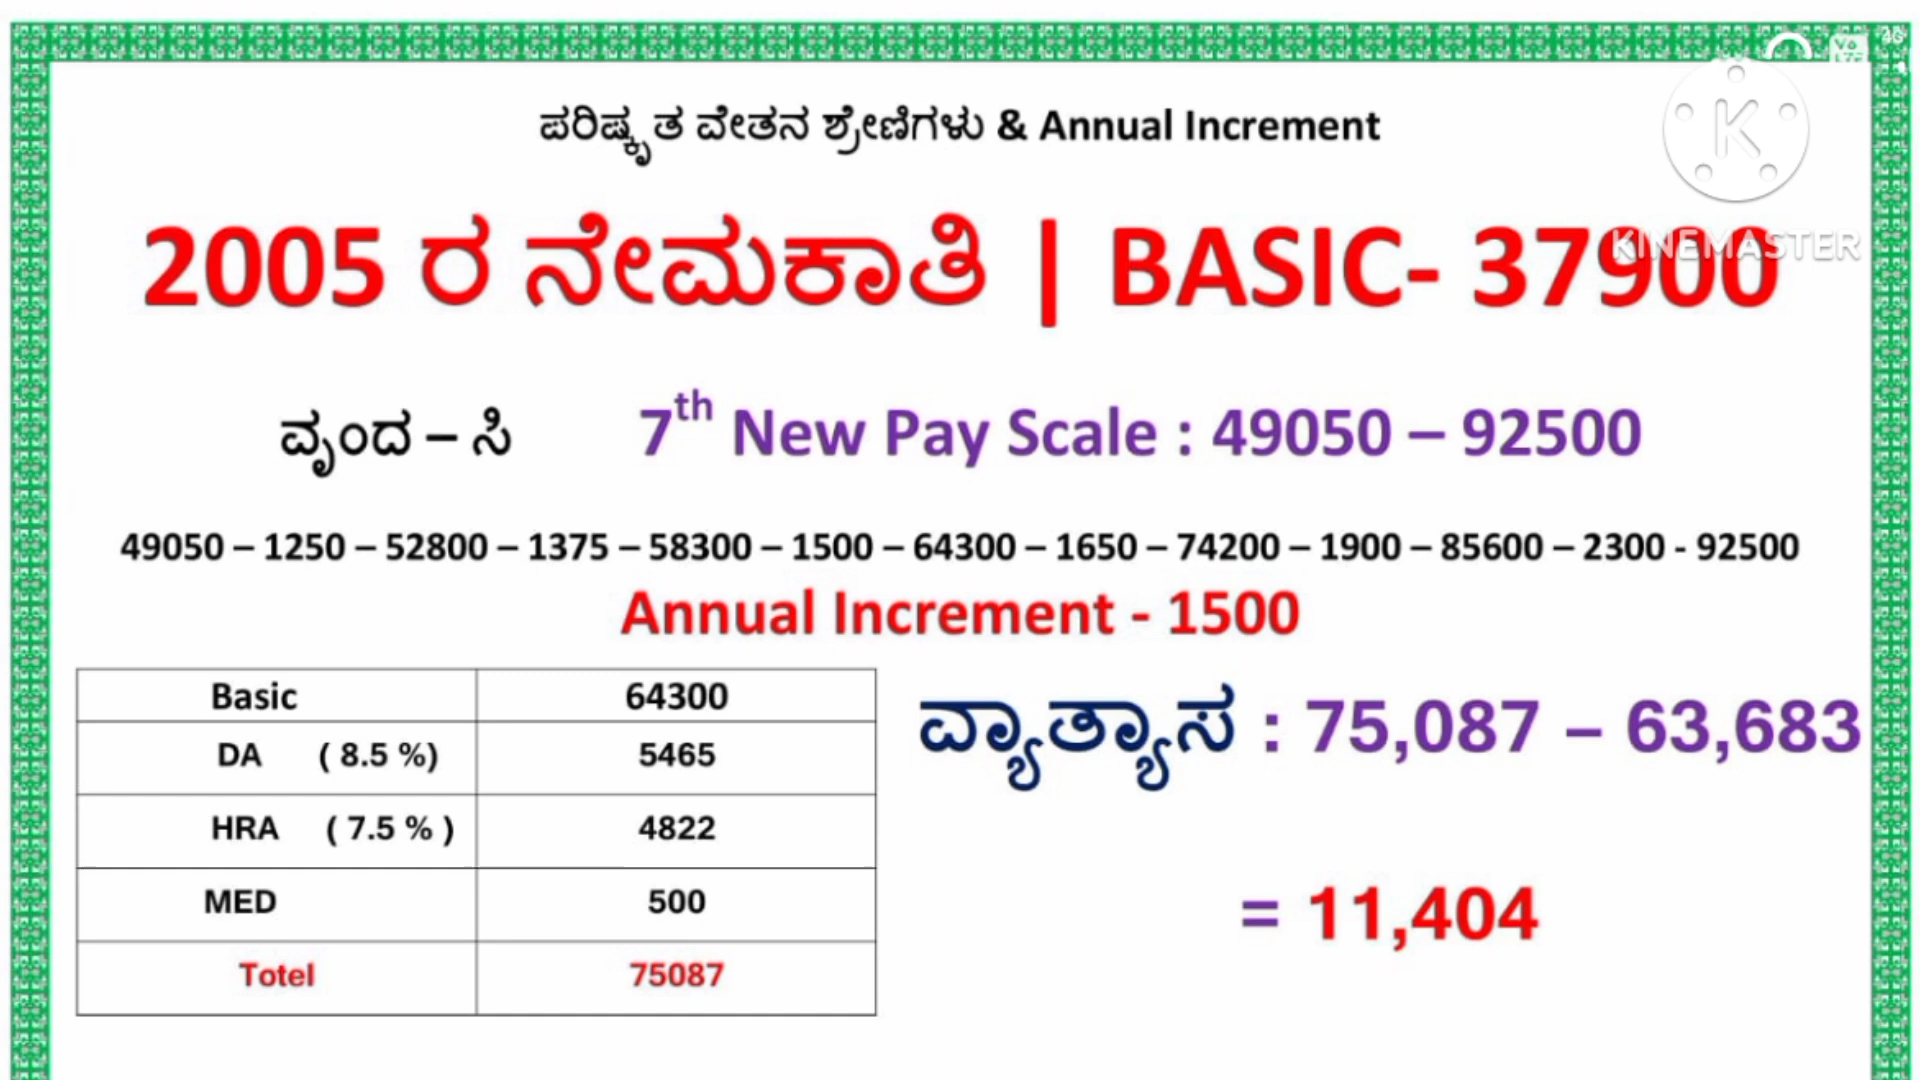 4G
ಪರಿಷ್ಕೃತ ವೇತನ ಶ್ರೇಣಿಗಳು & Annual Increment
K
KINEMASTER
2005 ರ ನೇಮಕಾತಿ | BASIC- 37900
ವೃಂದ – ಸಿ 7th New Pay Scale : 49050 – 92500
49050 – 1250 – 52800 – 1375 – 58300 – 1500 – 64300 – 1650 – 74200 – 1900 – 85600 – 2300 - 92500
Annual Increment - 1500
Basic 64300
DA ( 8.5 %) 5465
HRA ( 7.5 % ) 4822
MED 500
Totel 75087
ವ್ಯಾತ್ಯಾಸ : 75,087 – 63,683
= 11,404